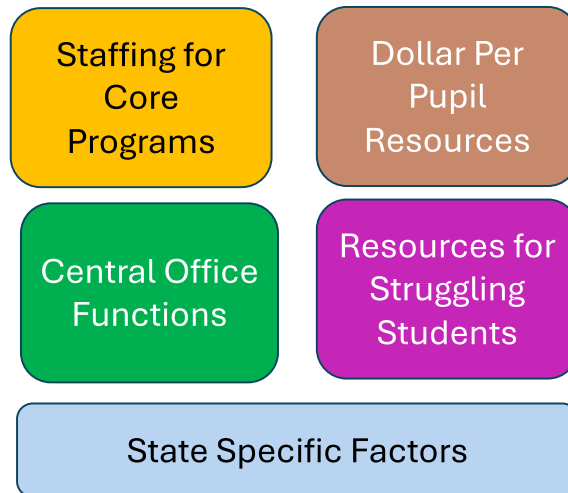 Staffing for
Core
Programs
Dollar Per
Pupil
Resources
Central Office
Functions
Resources for
Struggling
Students
State Specific Factors